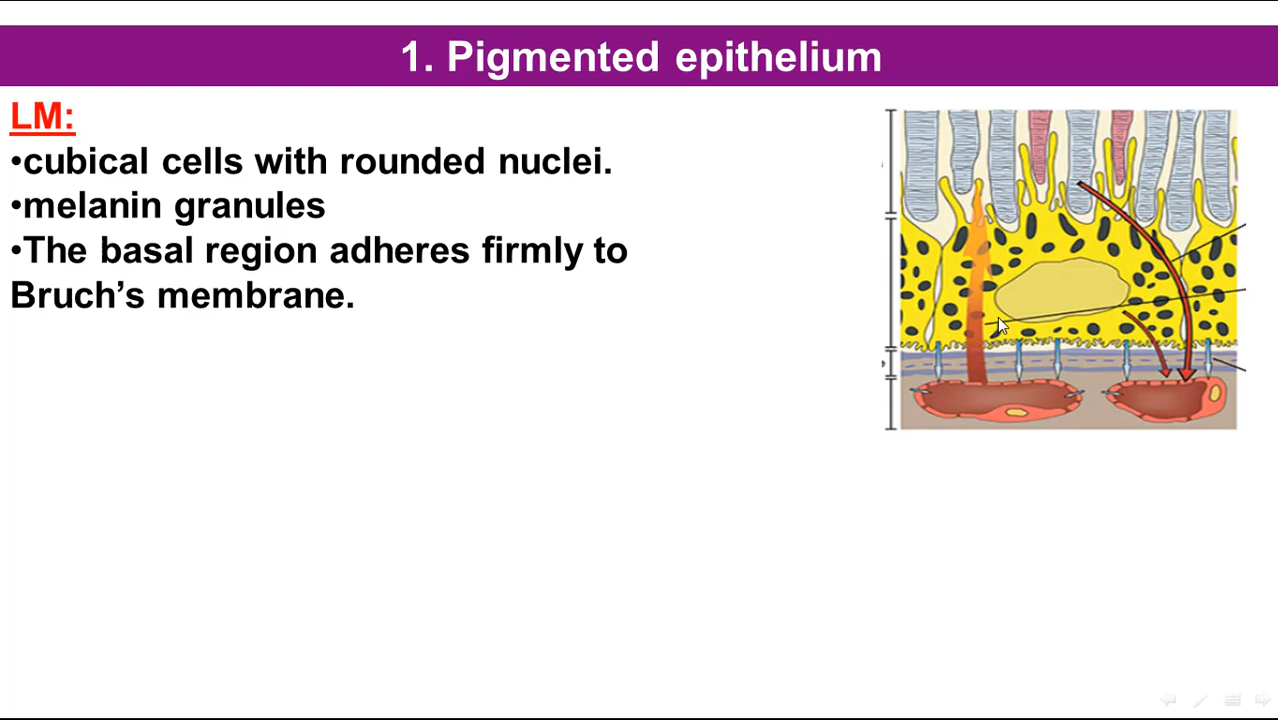 1. Pigmented epithelium
LM:
•cubical cells with rounded nuclei.
•melanin granules
•The basal region adheres firmly to
Bruch’s membrane.